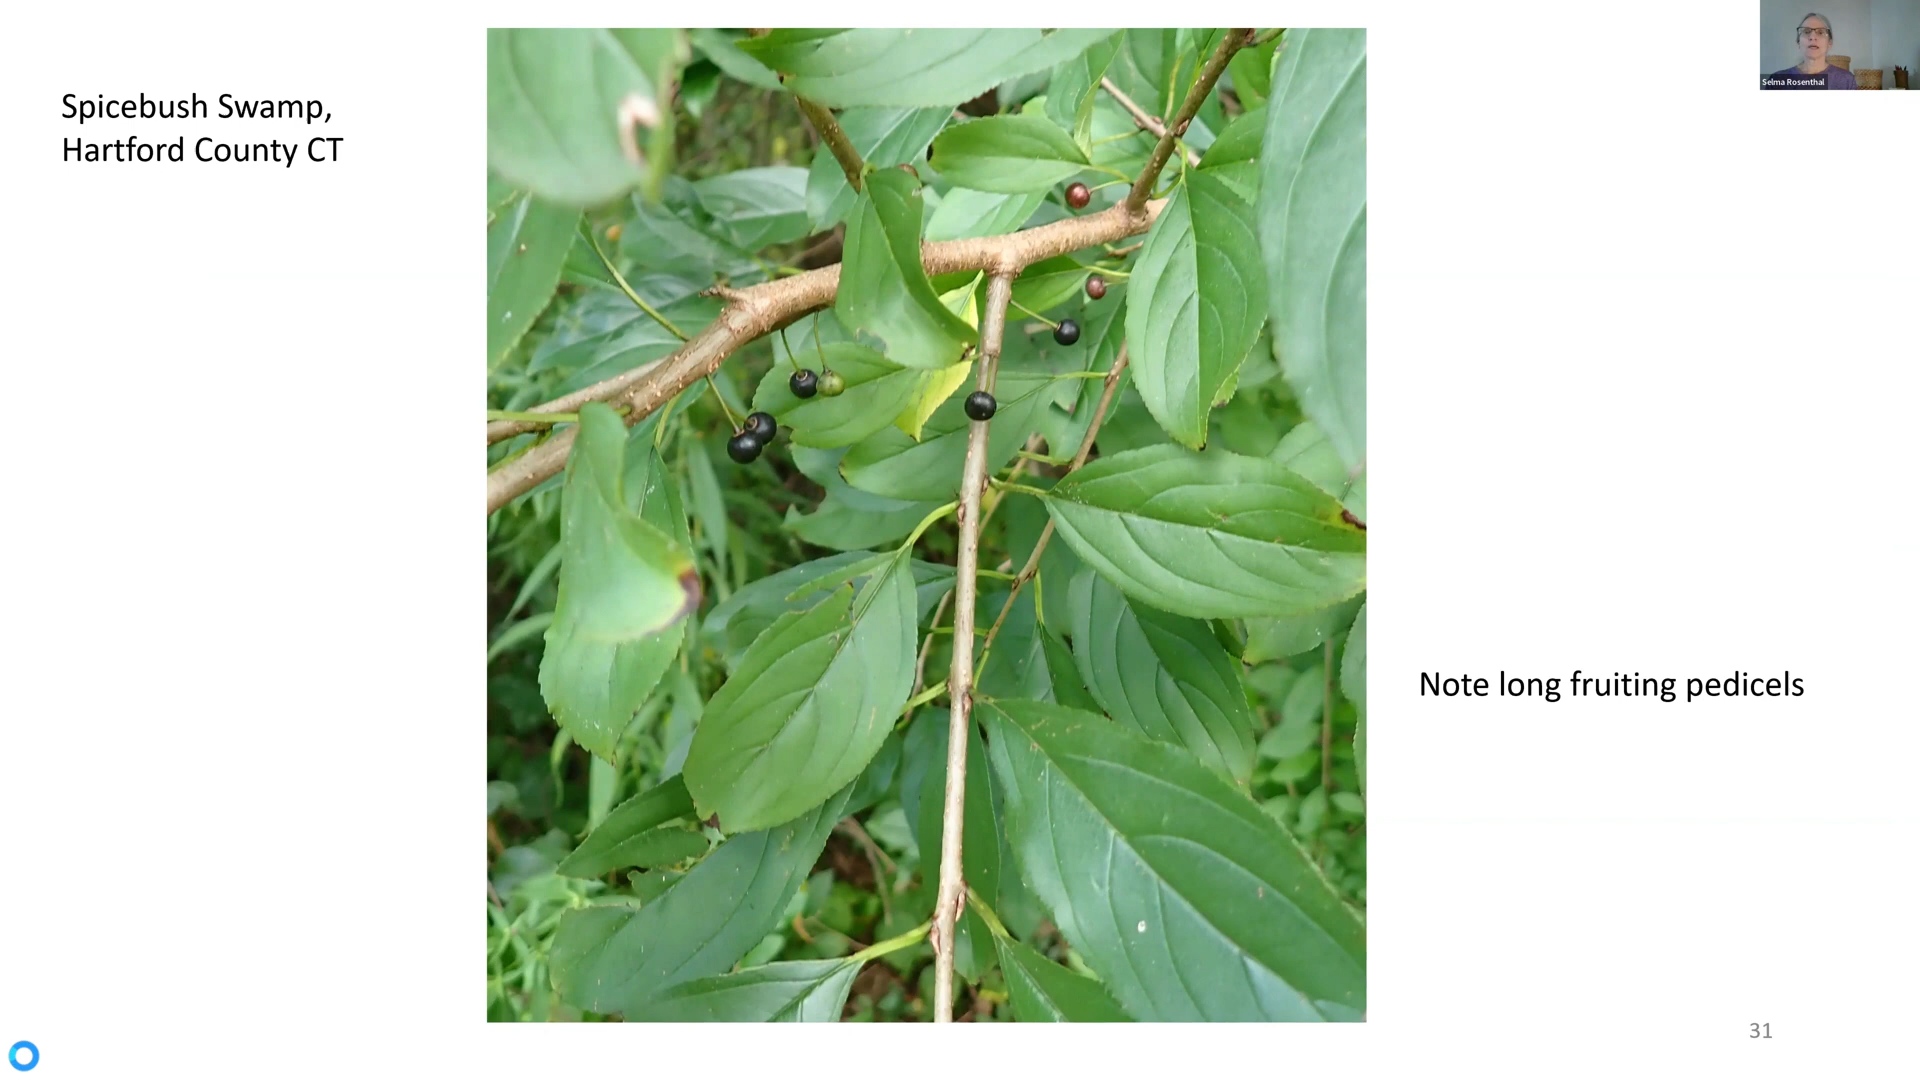 Spicebush Swamp,
Hartford County CT
Selma Rosenthal
Note long fruiting pedicels
31